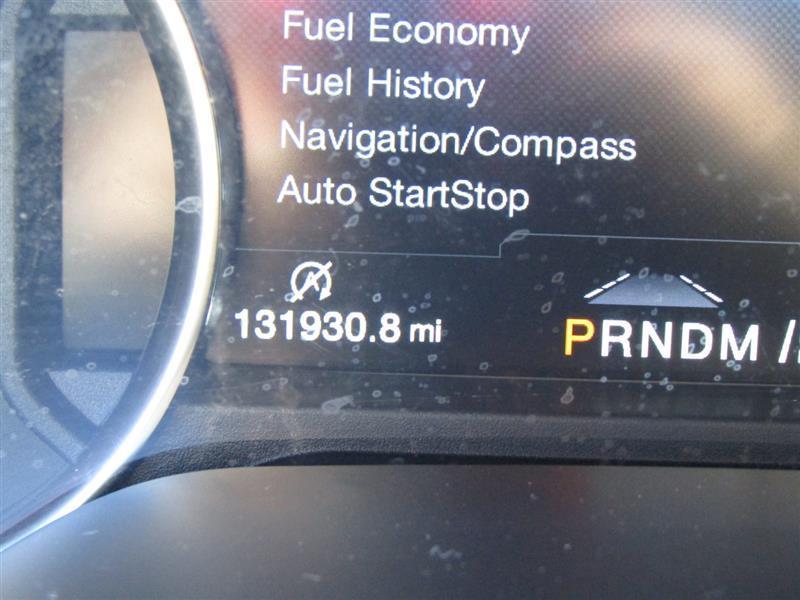 Fuel Economy
Fuel History
Navigation/Compass
Auto StartStop
A
131930.8 mi
PRNDM /